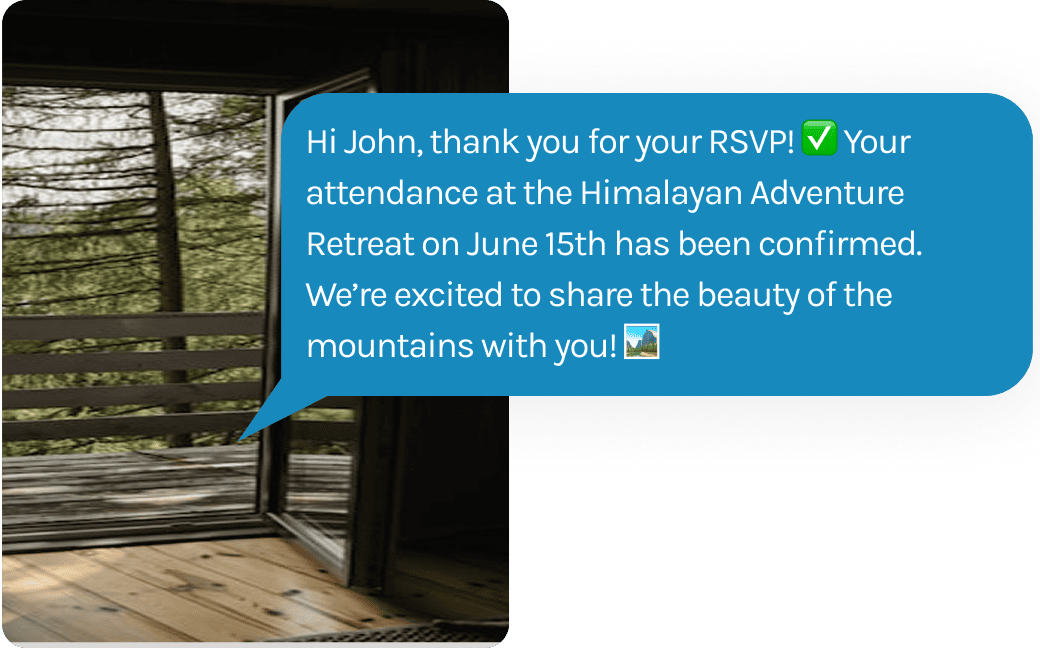 Hi John, thank you for your RSVP! ✅ Your
attendance at the Himalayan Adventure
Retreat on June 15th has been confirmed.
We’re excited to share the beauty of the
mountains with you! 🏞️